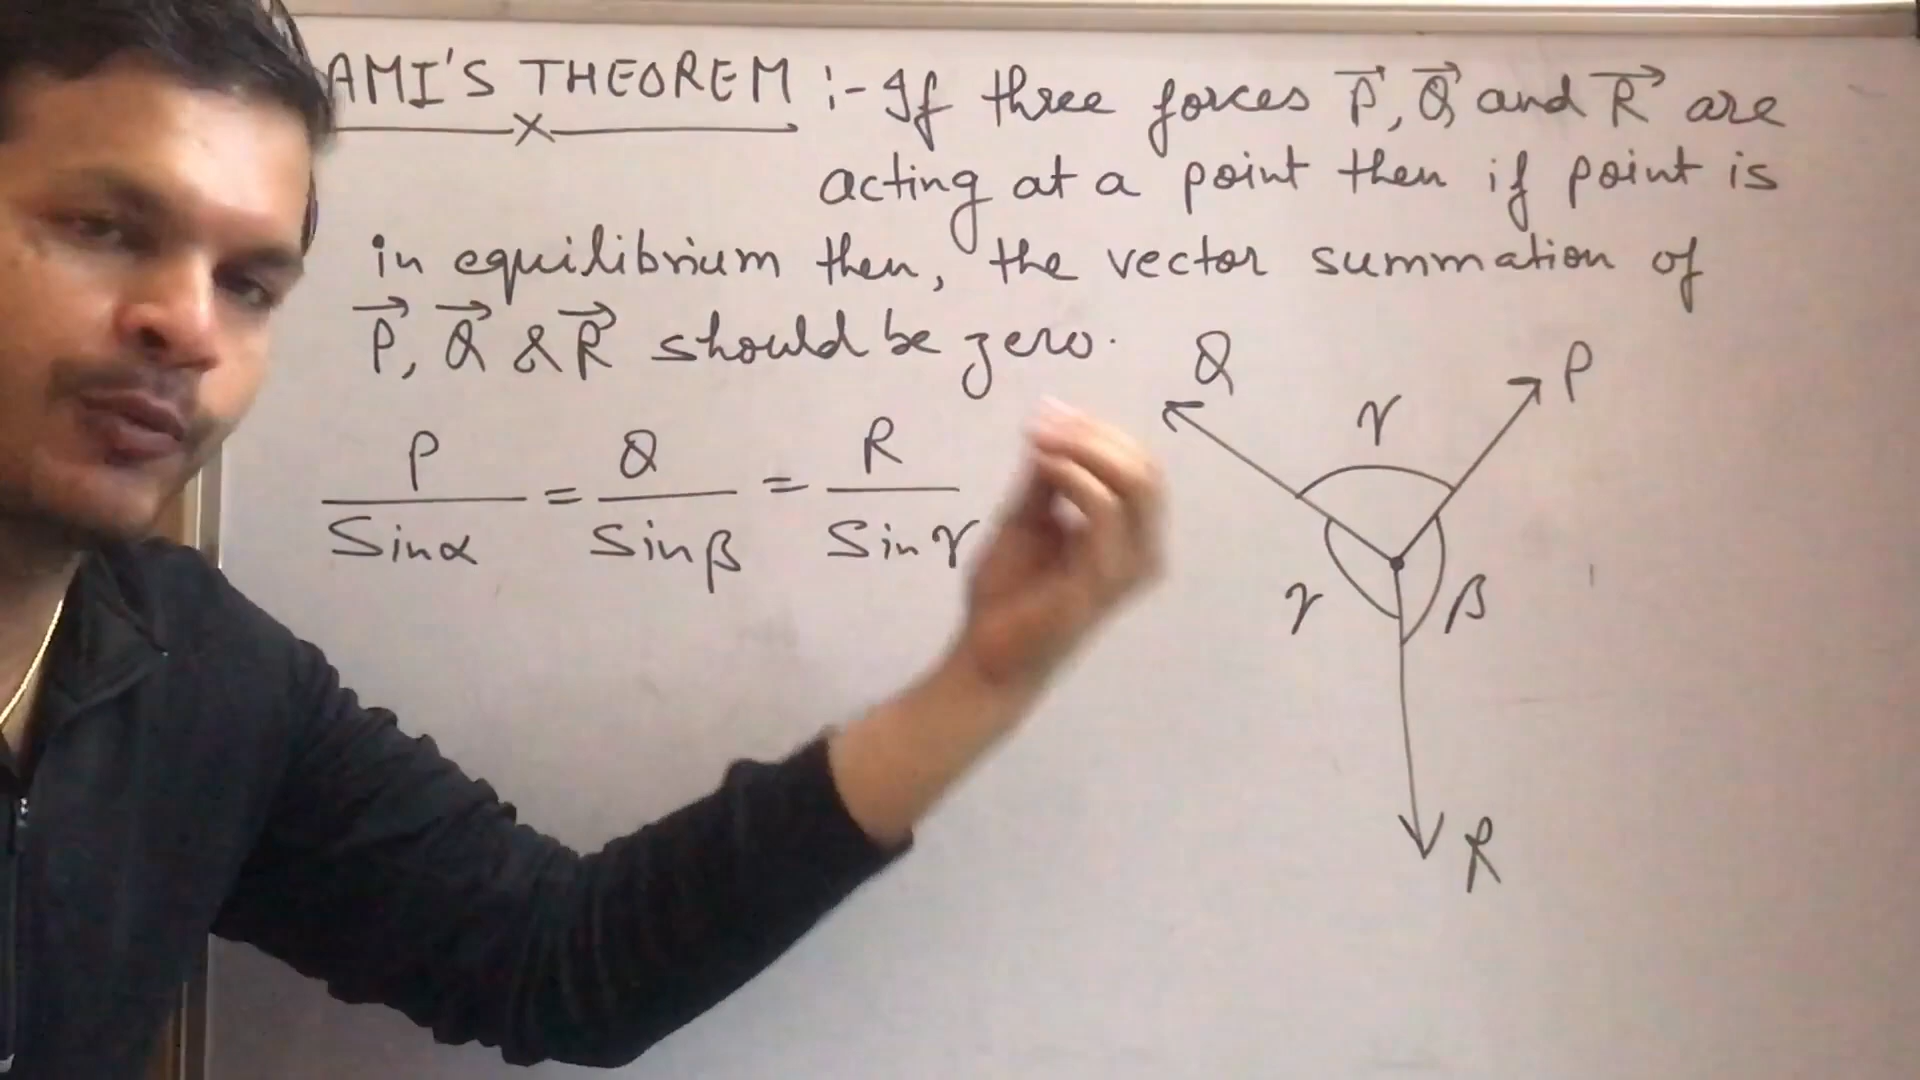 AMI'S THEOREM :- If three forces P⃗, Q⃗ and R⃗ are
acting at a point then if point is
in equilibrium then, the vector summation of
P⃗, Q⃗ & R⃗ should be zero.
P/Sinα = Q/Sinβ = R/Sinγ
Q
P
γ
γ
β
R